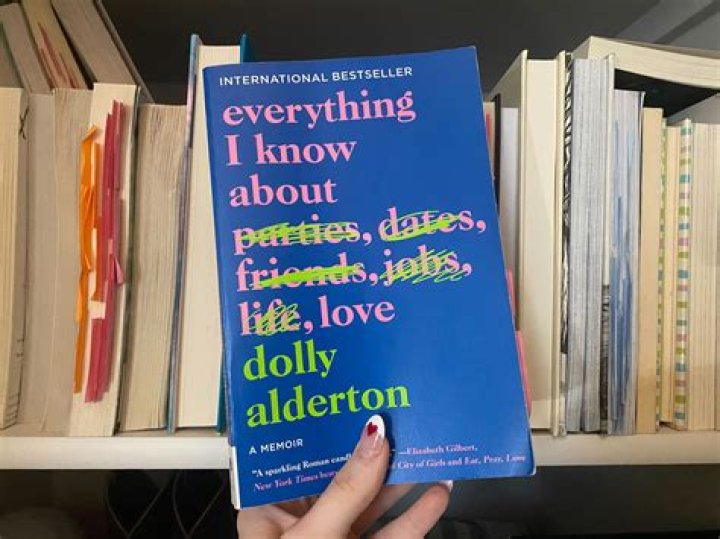 INTERNATIONAL BESTSELLER
everything
I know
about
parties, dates,
friends, jobs,
life, love
dolly
alderton
A MEMOIR
"A sparkling Roman —Elizabeth Gilbert,
New York Times City of Girls and Eat, Pray, Love